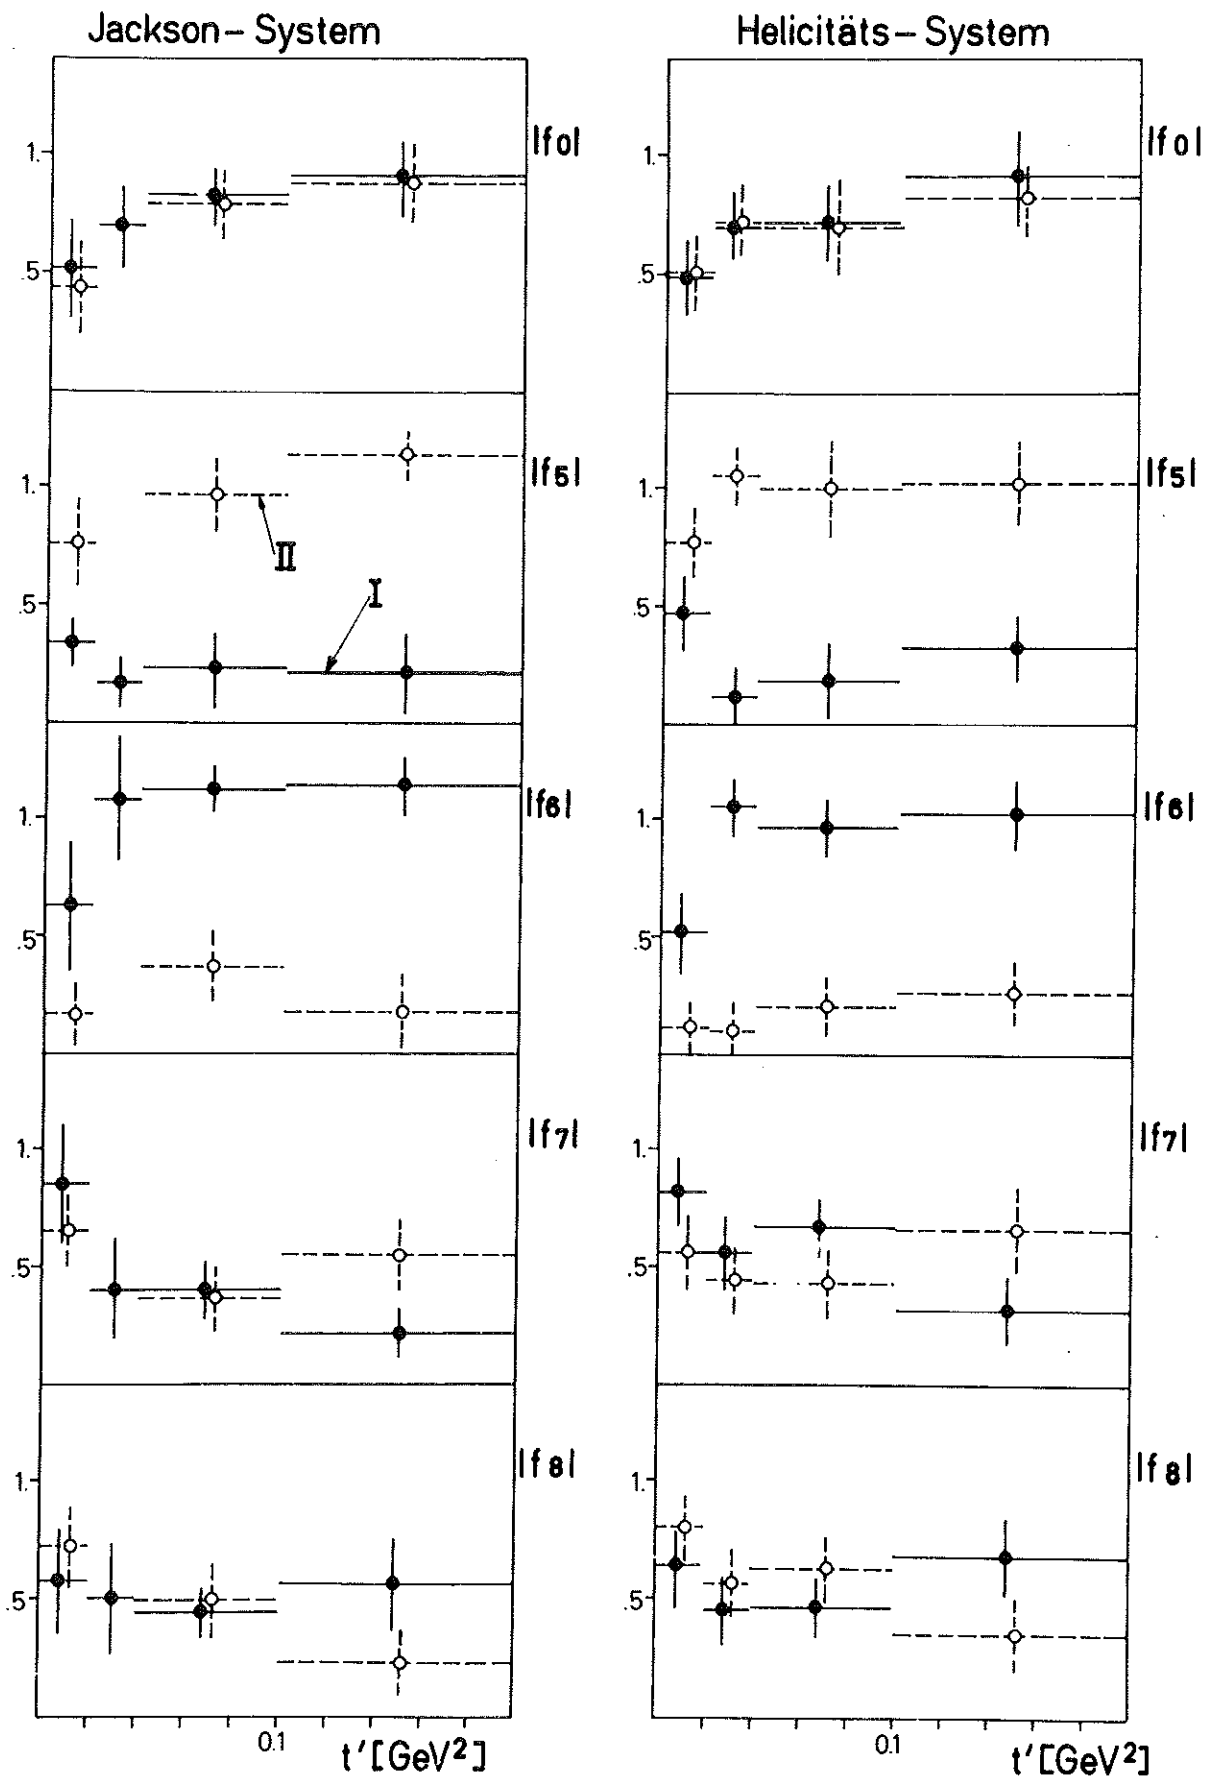 Jackson–System
1.
.5
|f0|
1.
.5
|f5|
II
I
1.
.5
|f6|
1.
.5
|f7|
1.
.5
|f8|
0.1
t' [GeV²]
Helicitäts–System
1.
.5
|f0|
1.
.5
|f5|
1.
.5
|f6|
1.
.5
|f7|
1.
.5
|f8|
0.1
t' [GeV²]